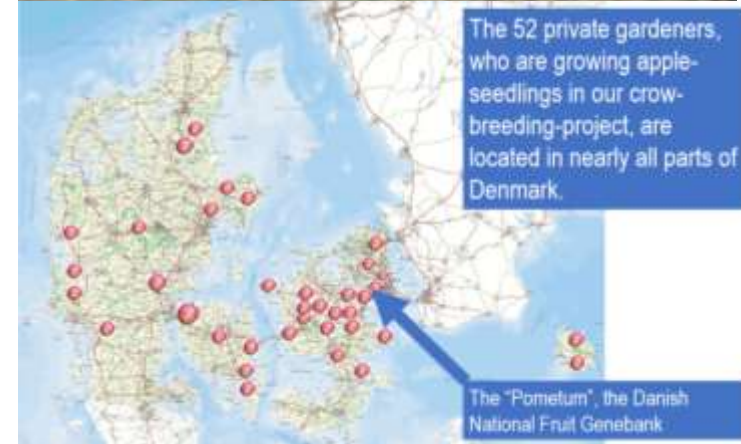 The 52 private gardeners,
who are growing apple-
seedlings in our crow-
breeding-project, are
located in nearly all parts of
Denmark.
The "Pometum", the Danish
National Fruit Genebank